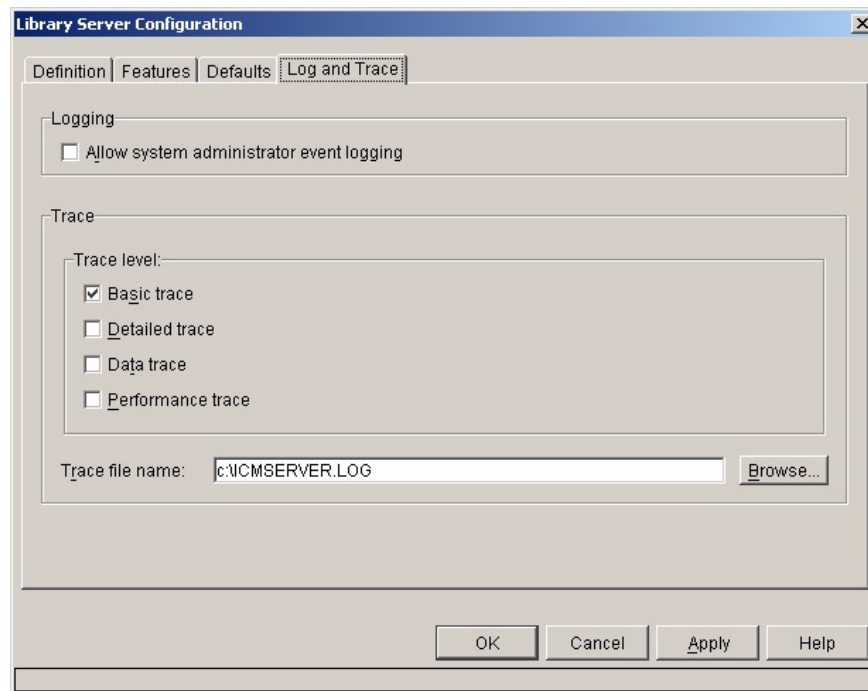 Library Server Configuration
Definition Features Defaults Log and Trace
Logging
Allow system administrator event logging
Trace
Trace level:
Basic trace
Detailed trace
Data trace
Performance trace
Trace file name: c:\ICMSERVER.LOG Browse...
OK Cancel Apply Help